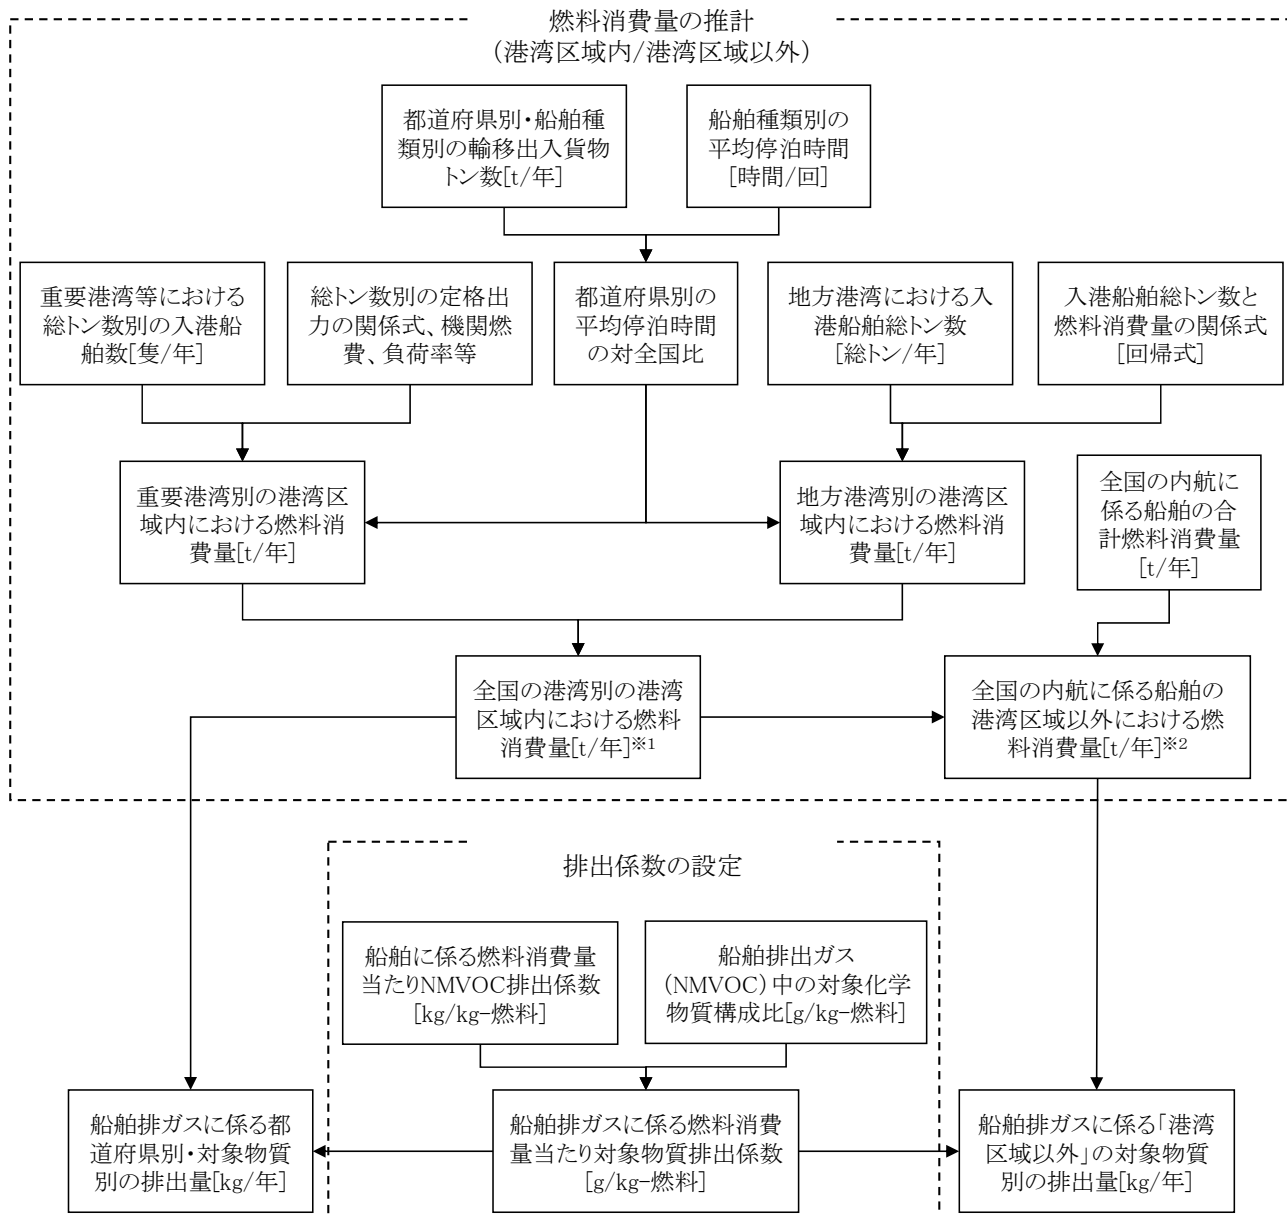 燃料消費量の推計
（港湾区域内/港湾区域以外）
都道府県別・船舶種
類別の輸移出入貨物
トン数[t/年]
船舶種類別の
平均停泊時間
[時間/回]
重要港湾等における
総トン数別の入港船
舶数[隻/年]
総トン数別の定格出
力の関係式、機関燃
費、負荷率等
都道府県別の
平均停泊時間
の対全国比
地方港湾における入
港船舶総トン数
[総トン/年]
入港船舶総トン数と
燃料消費量の関係式
[回帰式]
重要港湾別の港湾区
域内における燃料消
費量[t/年]
地方港湾別の港湾区
域内における燃料消
費量[t/年]
全国の内航に
係る船舶の合
計燃料消費量
[t/年]
全国の港湾別の港湾
区域内における燃料
消費量[t/年]※1
全国の内航に係る船舶の
港湾区域以外における燃
料消費量[t/年]※2
排出係数の設定
船舶に係る燃料消費量
当たりNMVOC排出係数
[kg/kg-燃料]
船舶排出ガス
（NMVOC）中の対象化学
物質構成比[g/kg-燃料]
船舶排ガスに係る都
道府県別・対象物質
別の排出量[kg/年]
船舶排ガスに係る燃料消費
量当たり対象物質排出係数
[g/kg-燃料]
船舶排ガスに係る「港湾
区域以外」の対象物質
別の排出量[kg/年]